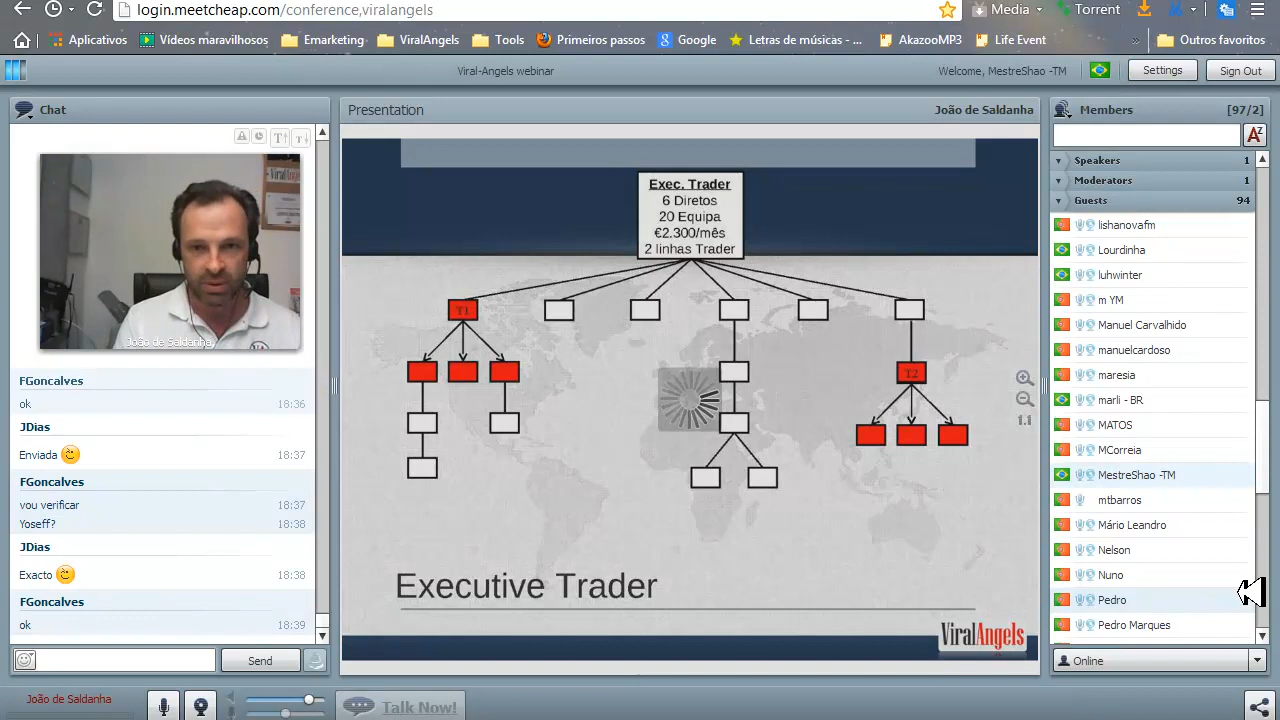 login.meetcheap.com/conference,viralangels
Media
Torrent
Aplicativos
Vídeos maravilhosos
Emarketing
ViralAngels
Tools
Primeiros passos
Google
Letras de músicas - ...
AkazooMP3
Life Event
»
Outros favoritos
Viral-Angels webinar
Welcome, MestreShao -TM
Settings
Sign Out
Chat
João de Saldanha
FGoncalves
ok 18:36
JDias
Enviada 18:37
FGoncalves
vou verificar 18:37
Yoseff? 18:38
JDias
Exacto 18:38
FGoncalves
ok 18:39
Send
João de Saldanha
Talk Now!
Presentation
João de Saldanha
Exec. Trader
6 Diretos
20 Equipa
€2.300/mês
2 linhas Trader
T1
T2
1:1
Executive Trader
ViralAngels
Members [97/2]
AZ
Speakers 1
Moderators 1
Guests 94
lishanovafm
Lourdinha
luhwinter
m YM
Manuel Carvalhido
manuelcardoso
maresia
marli - BR
MATOS
MCorreia
MestreShao -TM
mtbarros
Mário Leandro
Nelson
Nuno
Pedro
Pedro Marques
Online